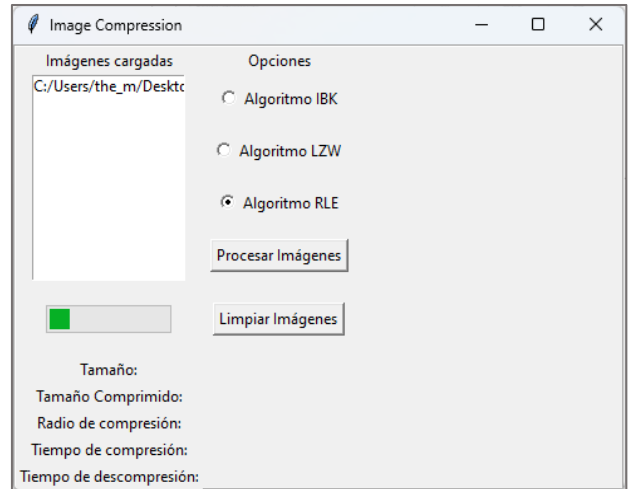 Image Compression
Imágenes cargadas
Opciones
C:/Users/the_m/Deskto
Algoritmo IBK
Algoritmo LZW
Algoritmo RLE
Procesar Imágenes
Limpiar Imágenes
Tamaño:
Tamaño Comprimido:
Radio de compresión:
Tiempo de compresión:
Tiempo de descompresión: